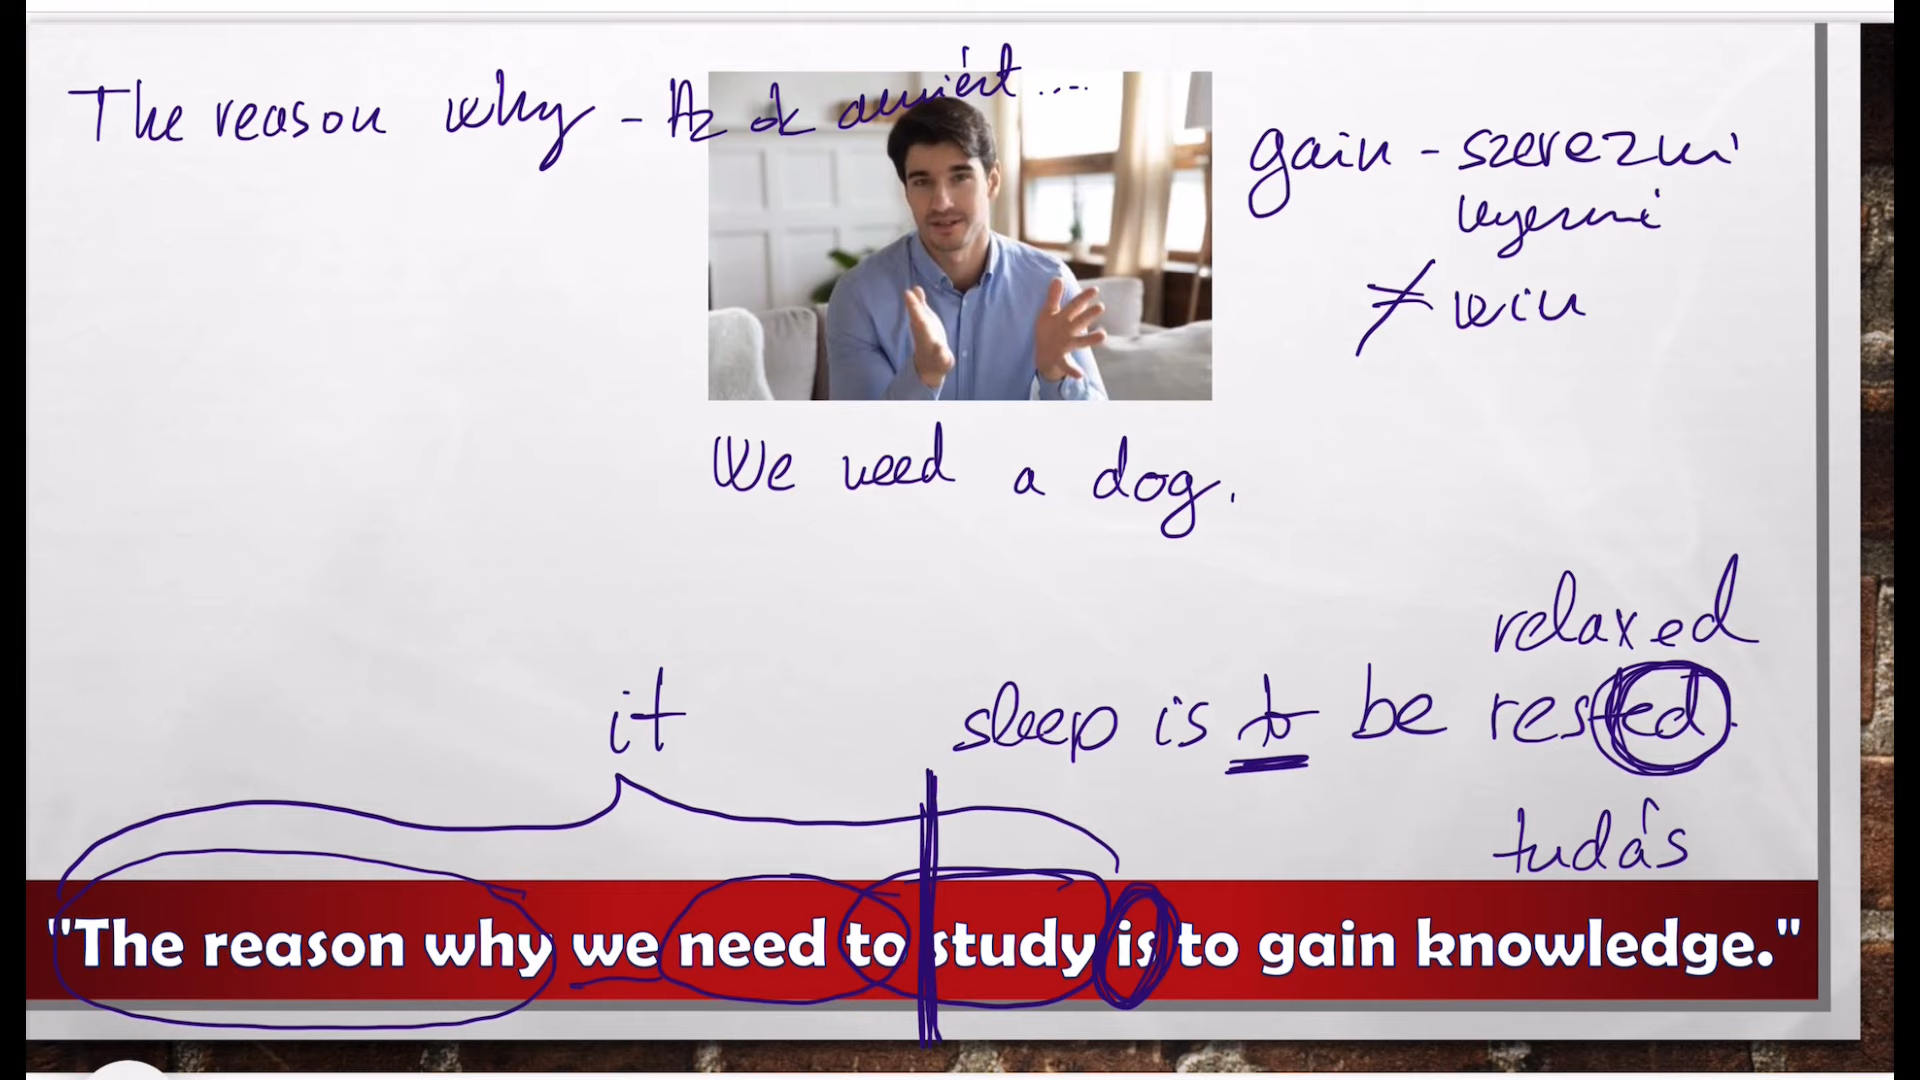 The reason why - Az ok amiért ....
gain - szerezni
nyerni
≠ win
We need a dog.
relaxed
it
sleep is to be rested.
tudás
"The reason why we need to study is to gain knowledge."